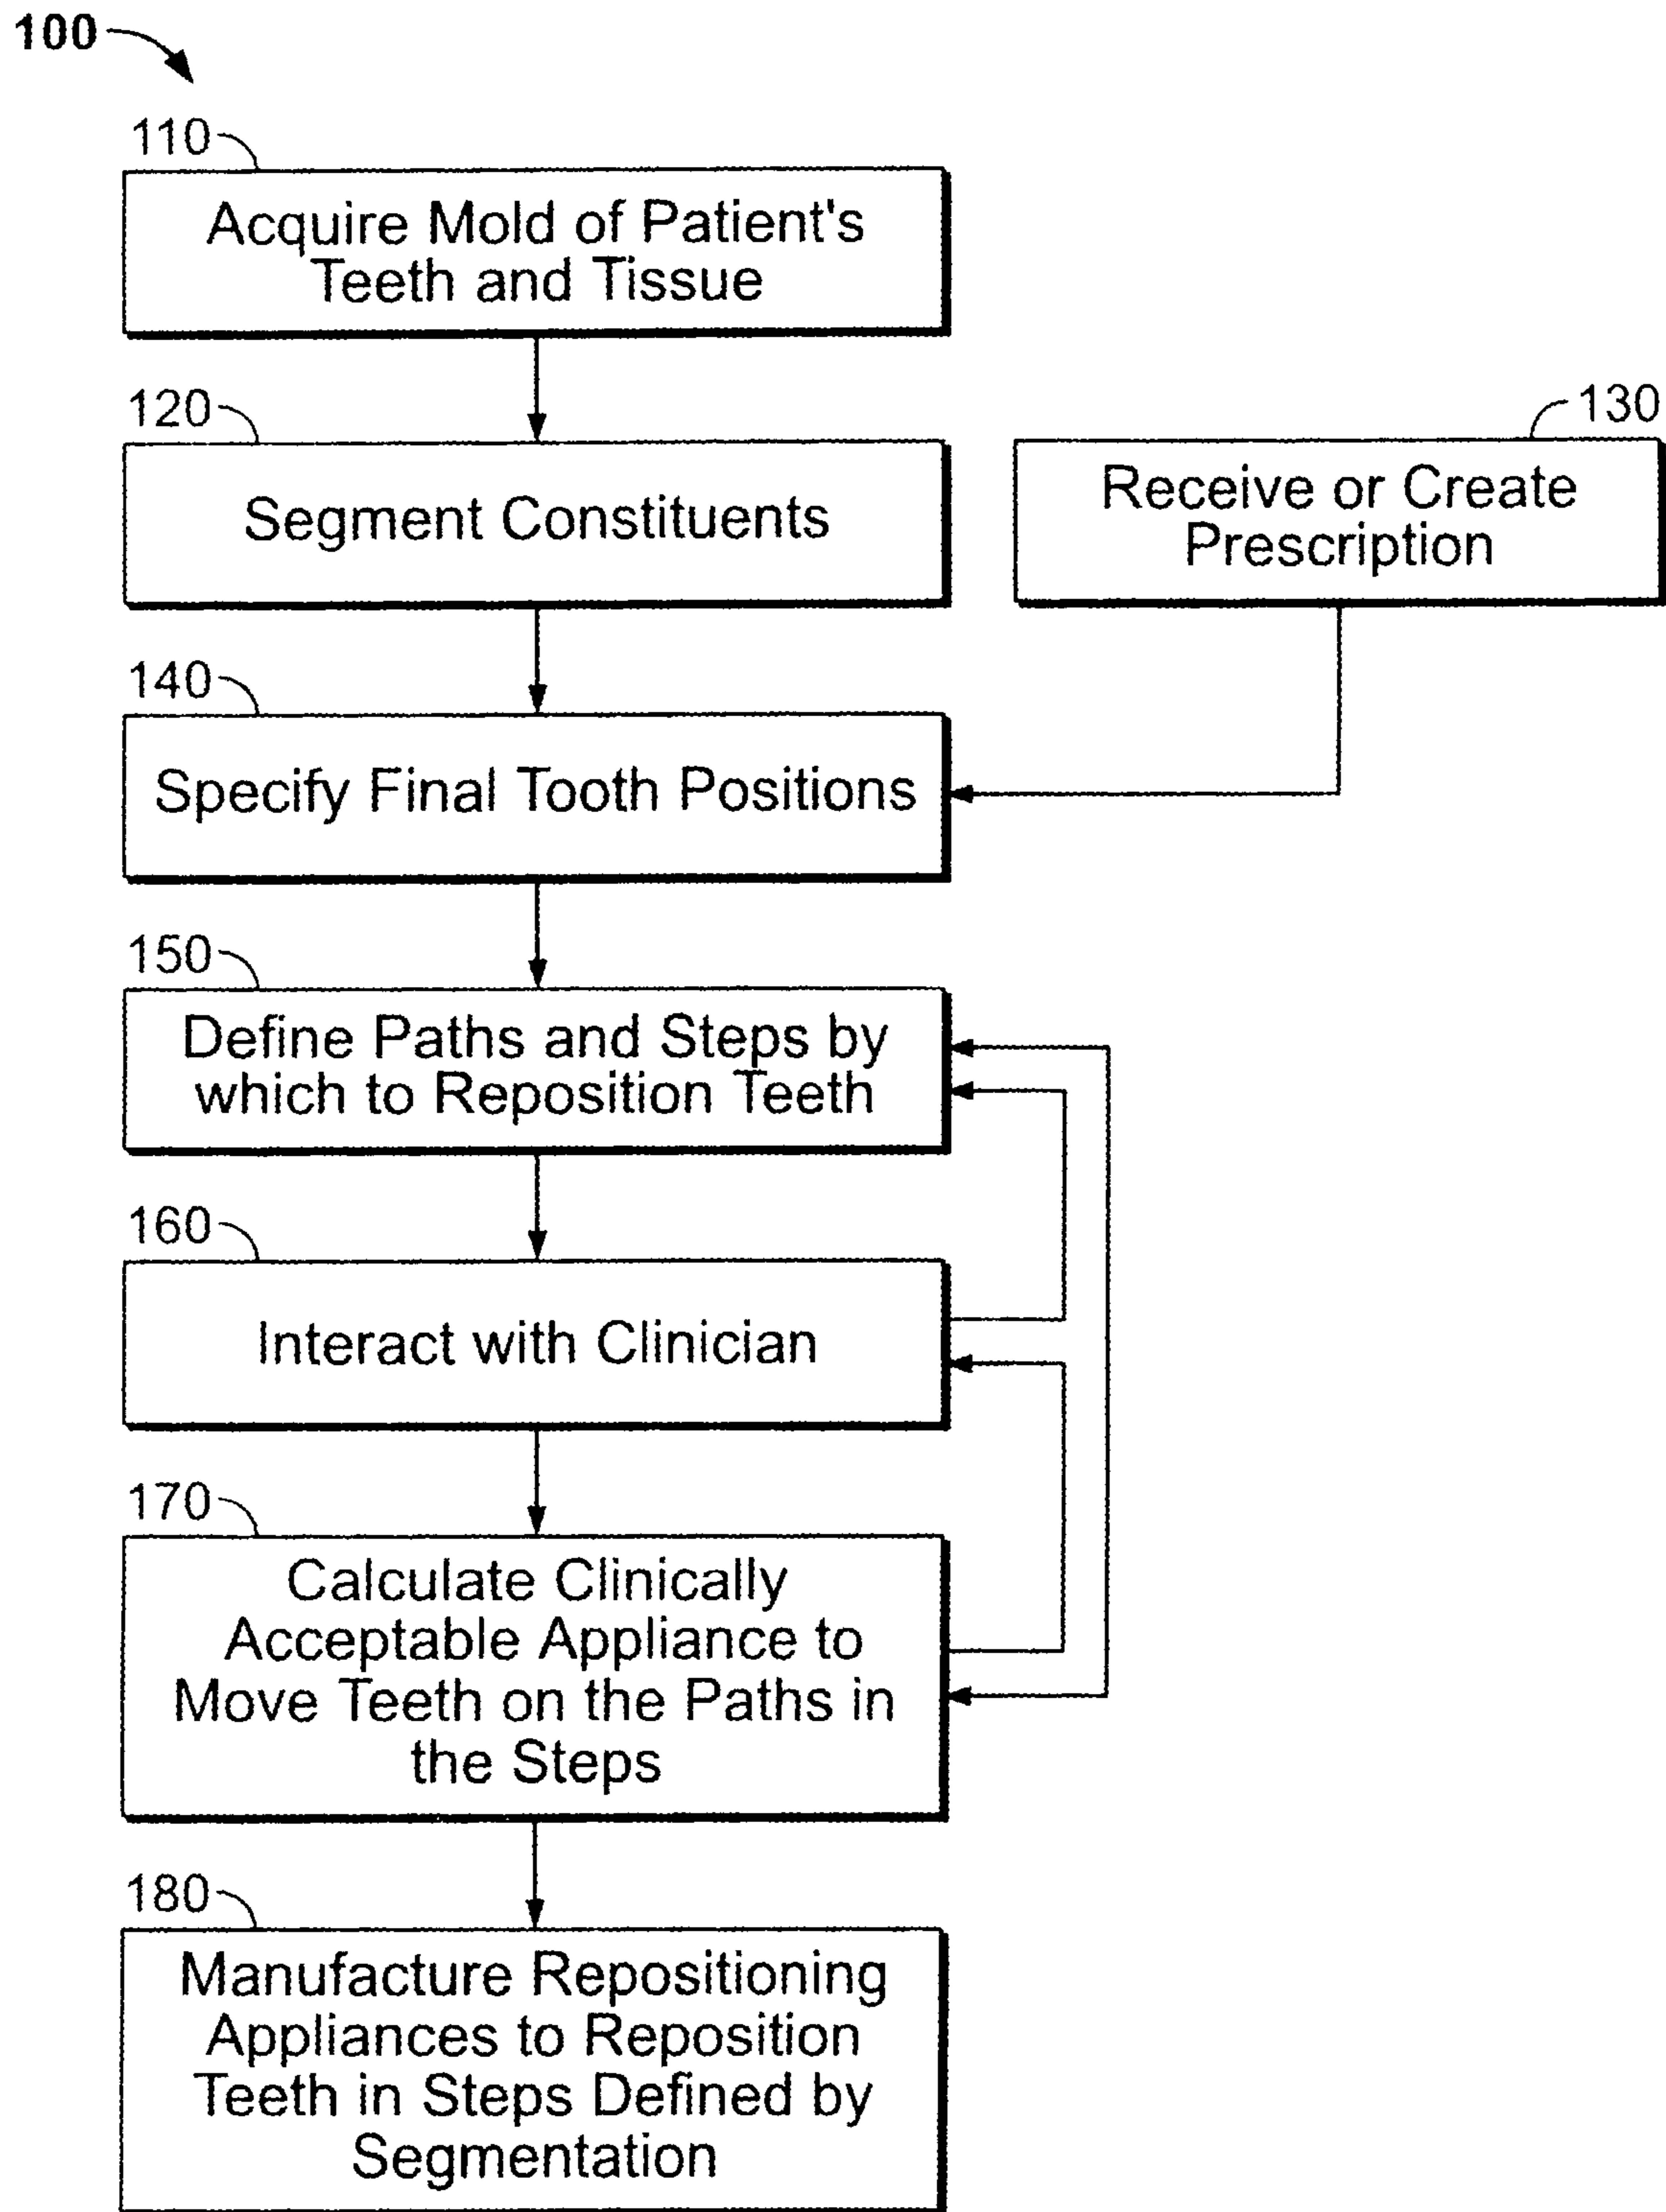 100
110
Acquire Mold of Patient's
Teeth and Tissue
120
Segment Constituents
130
Receive or Create
Prescription
140
Specify Final Tooth Positions
150
Define Paths and Steps by
which to Reposition Teeth
160
Interact with Clinician
170
Calculate Clinically
Acceptable Appliance to
Move Teeth on the Paths in
the Steps
180
Manufacture Repositioning
Appliances to Reposition
Teeth in Steps Defined by
Segmentation